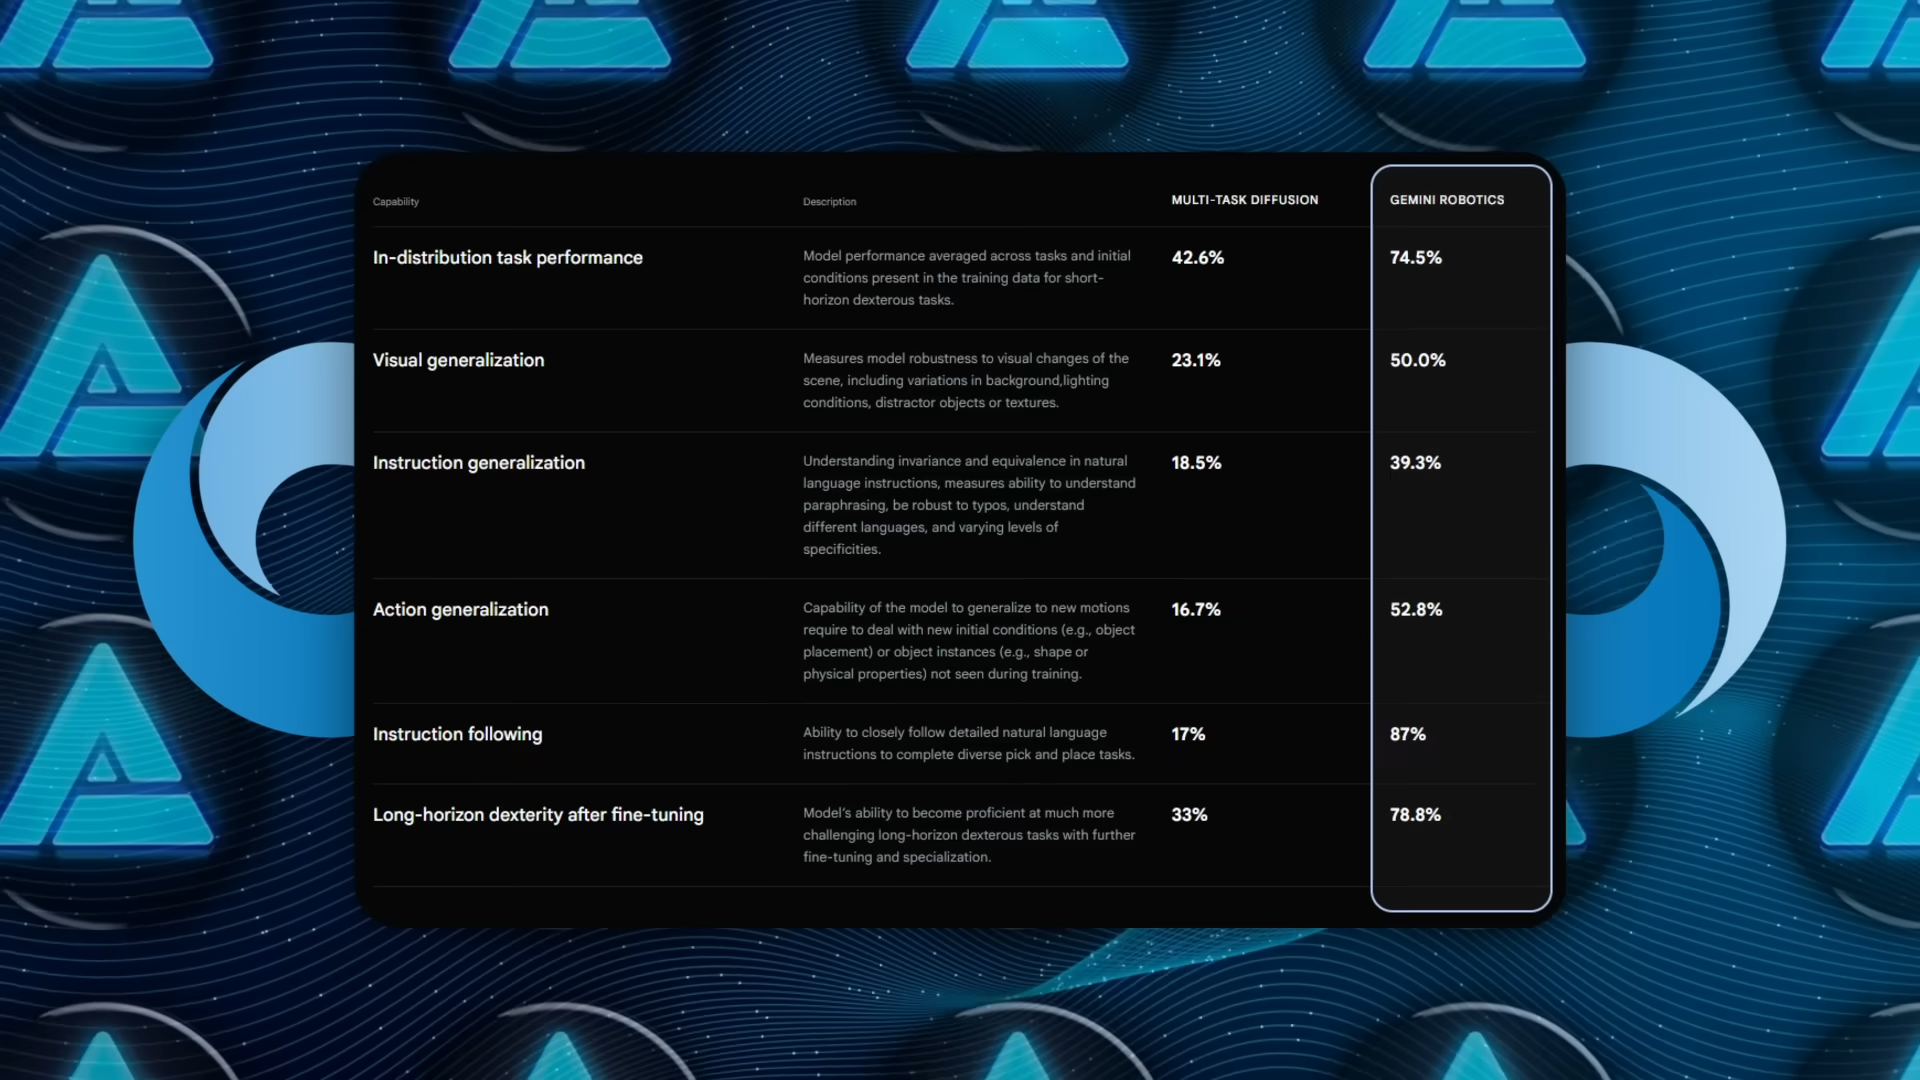 Capability Description MULTI-TASK DIFFUSION GEMINI ROBOTICS
In-distribution task performance
Model performance averaged across tasks and initial
conditions present in the training data for short-
horizon dexterous tasks.
42.6%
74.5%
Visual generalization
Measures model robustness to visual changes of the
scene, including variations in background,lighting
conditions, distractor objects or textures.
23.1%
50.0%
Instruction generalization
Understanding invariance and equivalence in natural
language instructions, measures ability to understand
paraphrasing, be robust to typos, understand
different languages, and varying levels of
specificities.
18.5%
39.3%
Action generalization
Capability of the model to generalize to new motions
require to deal with new initial conditions (e.g., object
placement) or object instances (e.g., shape or
physical properties) not seen during training.
16.7%
52.8%
Instruction following
Ability to closely follow detailed natural language
instructions to complete diverse pick and place tasks.
17%
87%
Long-horizon dexterity after fine-tuning
Model's ability to become proficient at much more
challenging long-horizon dexterous tasks with further
fine-tuning and specialization.
33%
78.8%